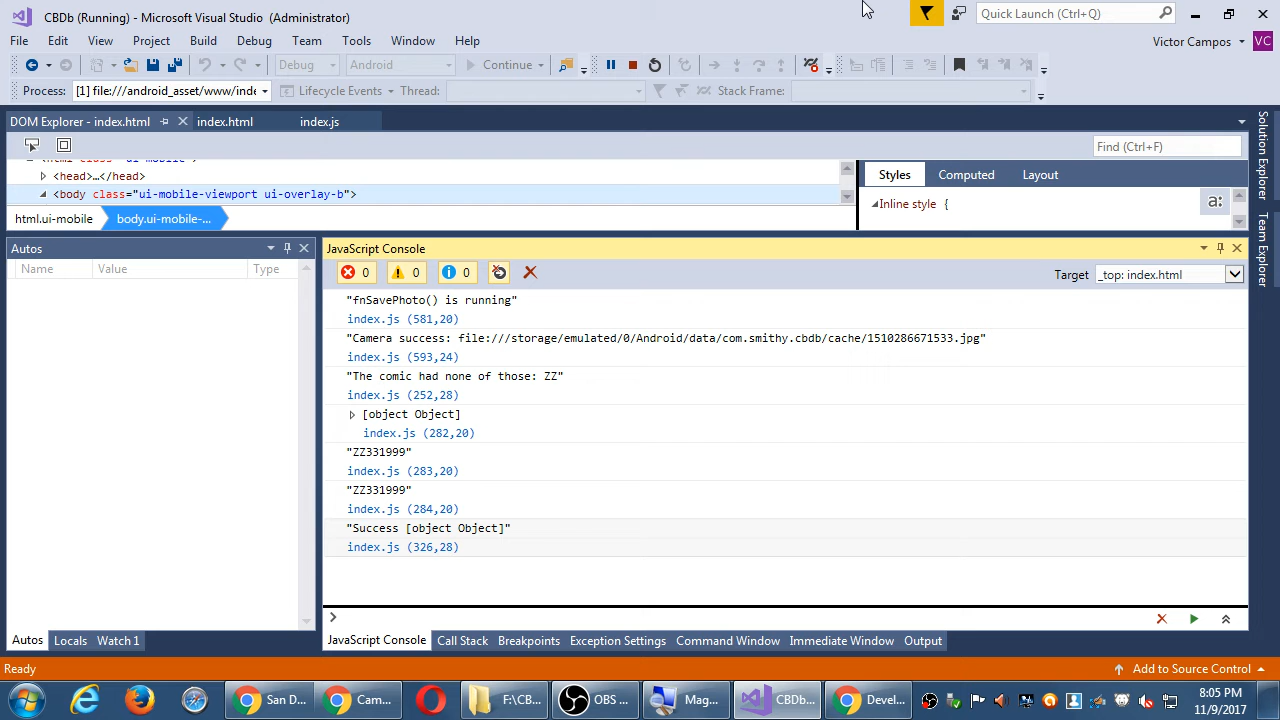 CBDb (Running) - Microsoft Visual Studio (Administrator)
Quick Launch (Ctrl+Q)
File Edit View Project Build Debug Team Tools Window Help
Victor Campos VC
Debug Android Continue
Process: [1] file:///android_asset/www/inde Lifecycle Events Thread: Stack Frame:
DOM Explorer - index.html index.html index.js
Find (Ctrl+F)
<html class="ui-mobile">
<head>…</head>
<body class="ui-mobile-viewport ui-overlay-b">
Styles Computed Layout
Inline style { a:
html.ui-mobile body.ui-mobile-...
Solution Explorer
Team Explorer
Autos
Name Value Type
JavaScript Console
0 0 0
Target _top: index.html
"fnSavePhoto() is running"
index.js (581,20)
"Camera success: file:///storage/emulated/0/Android/data/com.smithy.cbdb/cache/1510286671533.jpg"
index.js (593,24)
"The comic had none of those: ZZ"
index.js (252,28)
[object Object]
index.js (282,20)
"ZZ331999"
index.js (283,20)
"ZZ331999"
index.js (284,20)
"Success [object Object]"
index.js (326,28)
Autos Locals Watch 1
JavaScript Console Call Stack Breakpoints Exception Settings Command Window Immediate Window Output
Ready
Add to Source Control
San D... Cam... F:\CB... OBS ... Mag... CBDb... Devel...
8:05 PM
11/9/2017